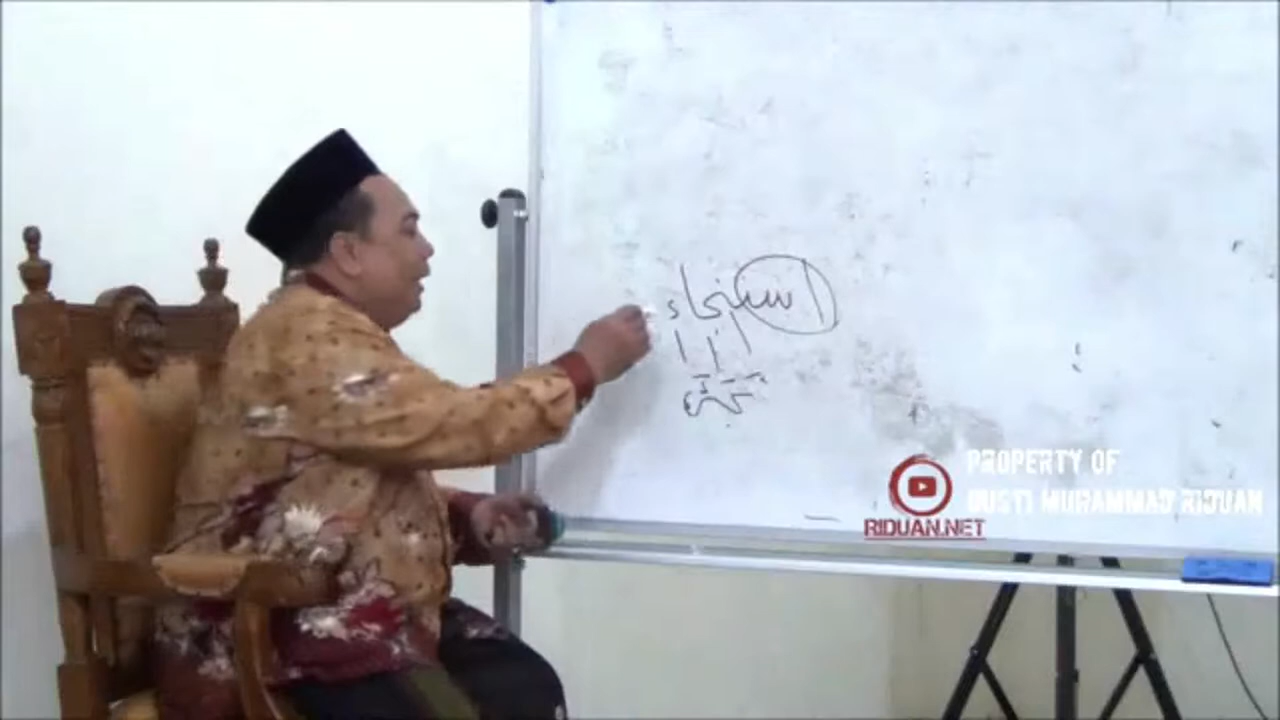 استنجاء
PROPERTY OF
GUSTI MUHAMMAD RIDUAN
RIDUAN.NET